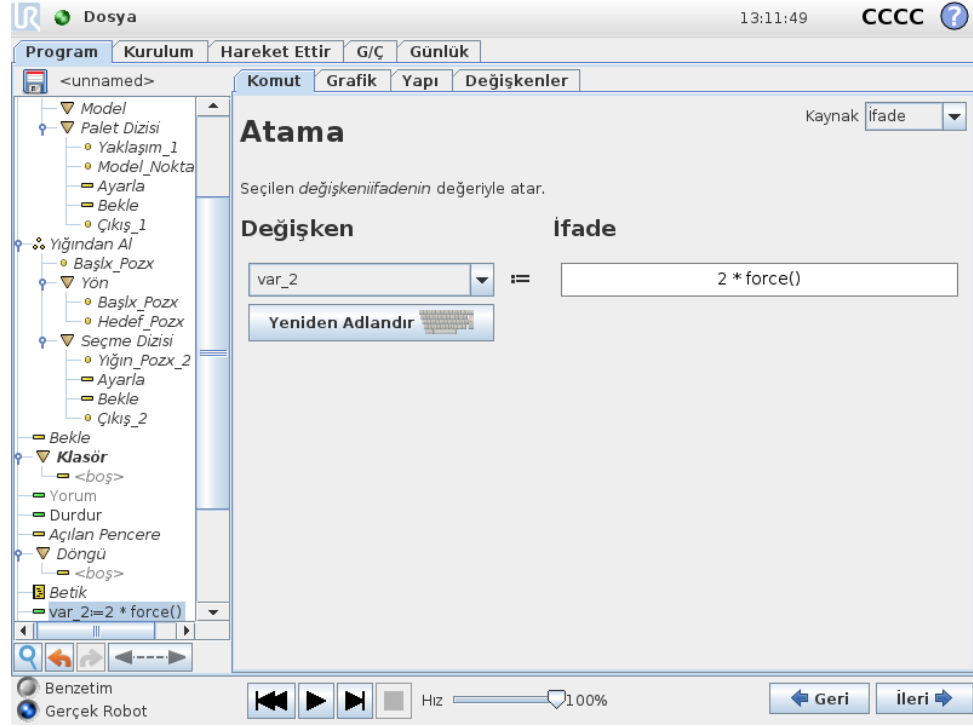 UR Dosya 13:11:49 CCCC ?
Program Kurulum Hareket Ettir G/Ç Günlük
<unnamed> Komut Grafik Yapı Değişkenler
Model
Palet Dizisi
Yaklaşım_1
Model_Nokta
Ayarla
Bekle
Çıkış_1
Yığından Al
Başlx_Pozx
Yön
Başlx_Pozx
Hedef_Pozx
Seçme Dizisi
Yığın_Pozx_2
Ayarla
Bekle
Çıkış_2
Bekle
Klasör
<boş>
Yorum
Durdur
Açılan Pencere
Döngü
<boş>
Betik
var_2:=2 * force()
Kaynak İfade
Atama
Seçilen değişkeniifadenin değeriyle atar.
Değişken İfade
var_2 := 2 * force()
Yeniden Adlandır
Benzetim
Gerçek Robot
Hız 100%
Geri İleri